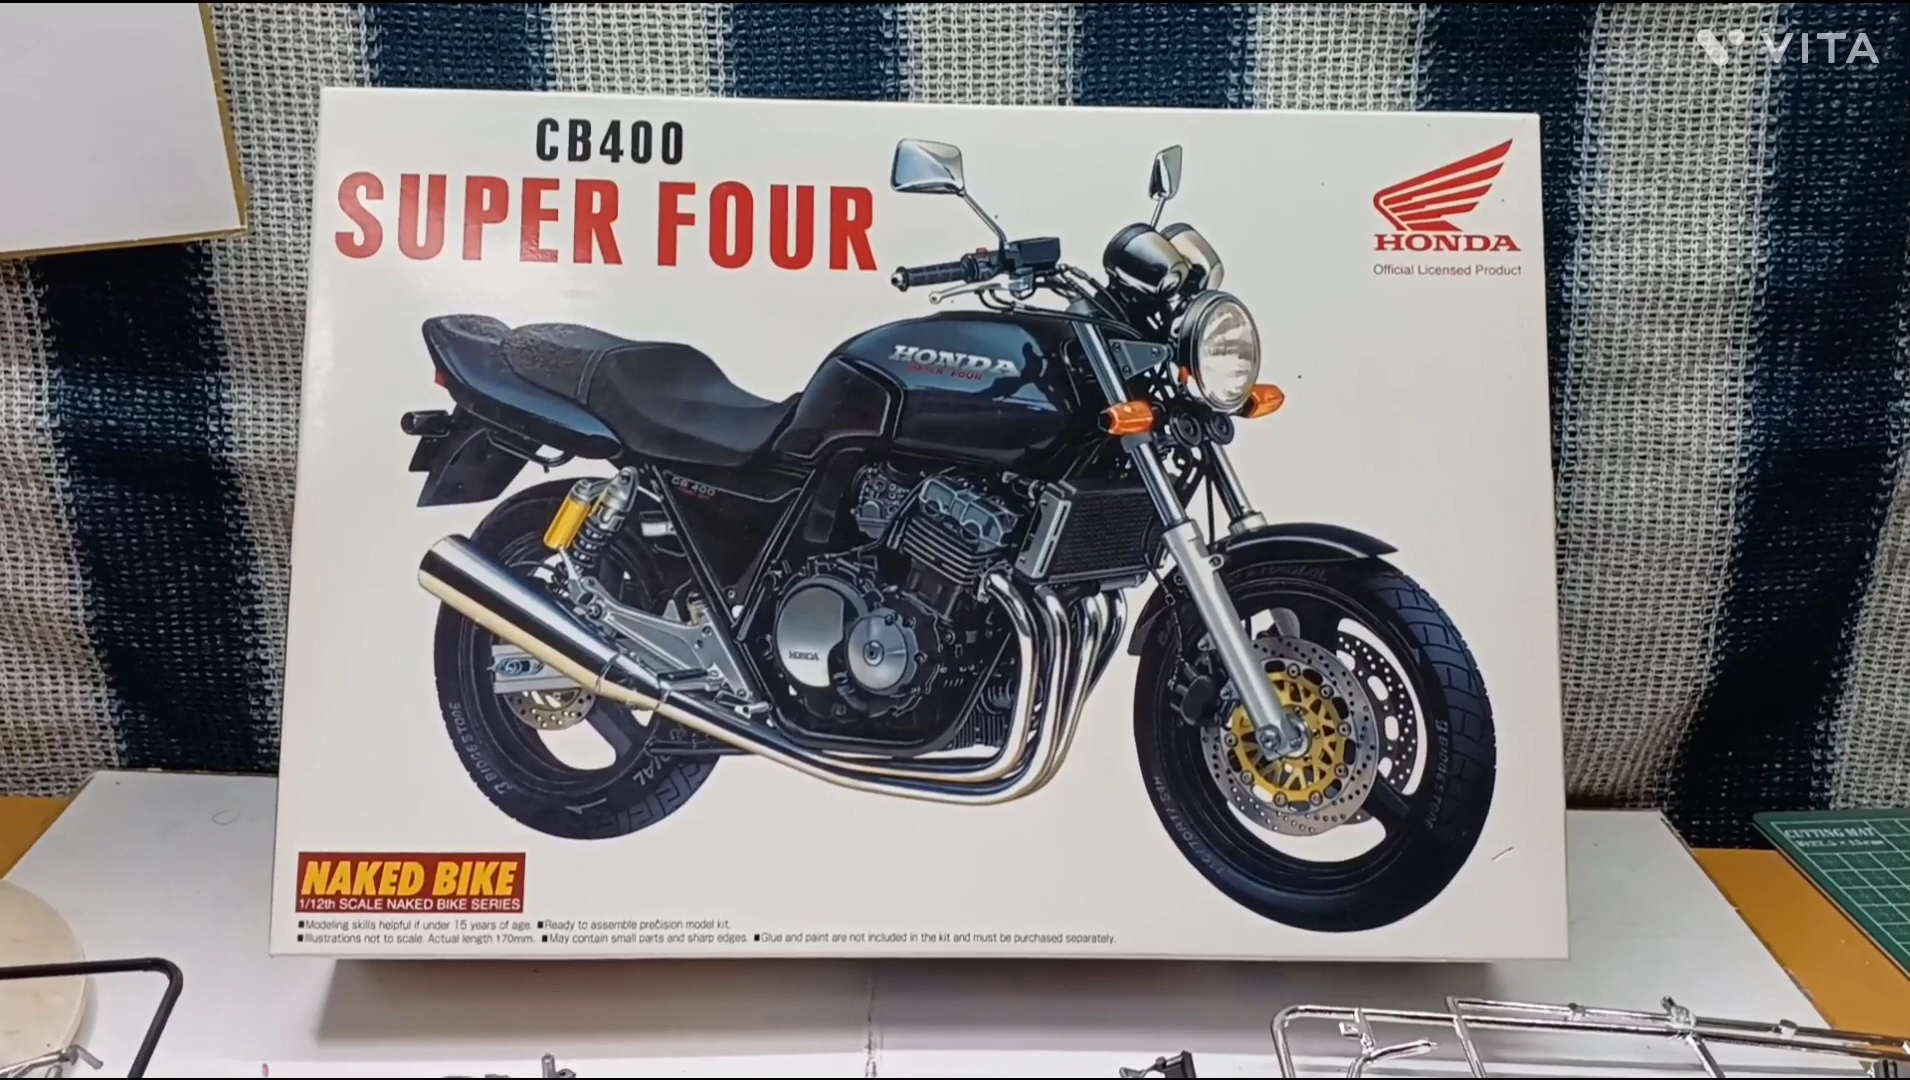 VITA
CB400
SUPER FOUR
HONDA
Official Licensed Product
HONDA
SUPER FOUR
CB 400
HONDA
BRIDGESTONE
NAKED BIKE
1/12th SCALE NAKED BIKE SERIES
■Modeling skills helpful if under 15 years of age. ■Ready to assemble precision model kit.
■Illustrations not to scale. Actual length 170mm. ■May contain small parts and sharp edges. ■Glue and paint are not included in the kit and must be purchased separately.
CUTTING MAT